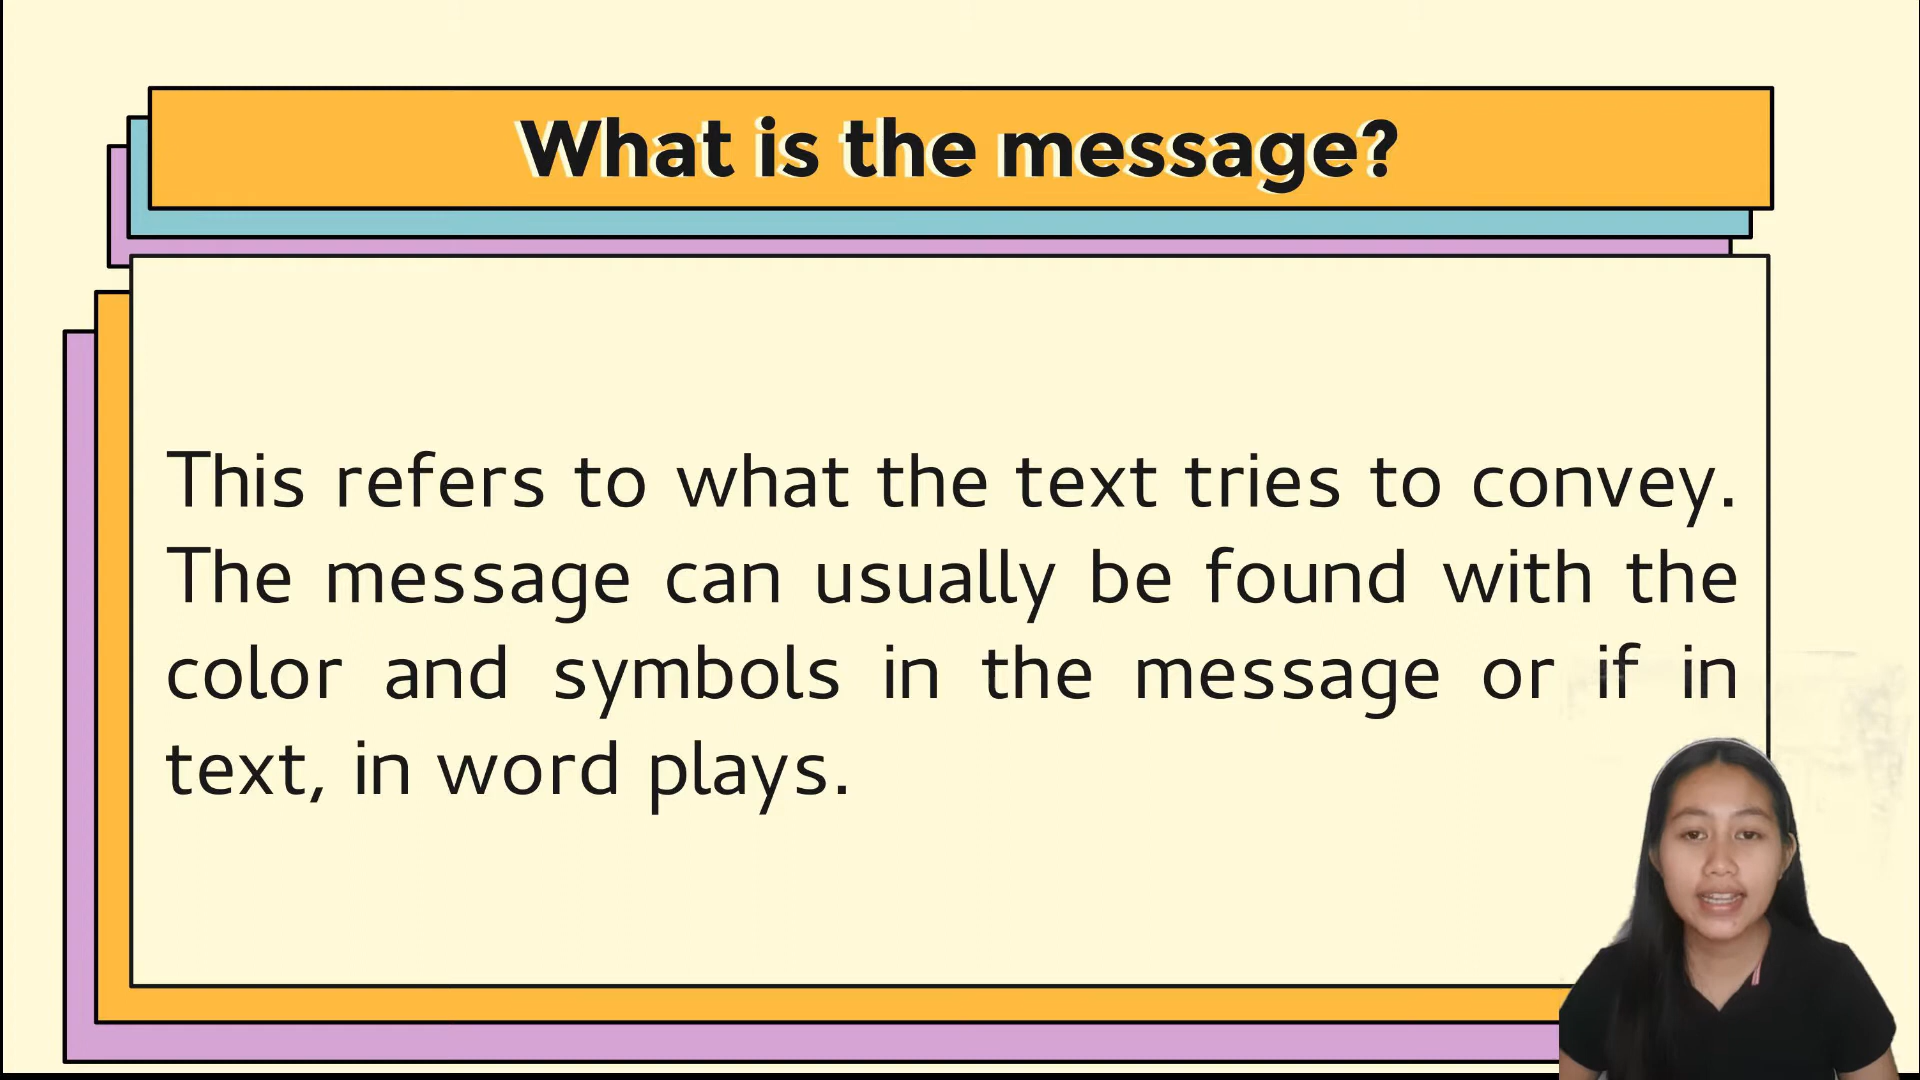 What is the message?
This refers to what the text tries to convey.
The message can usually be found with the
color and symbols in the message or if in
text, in word plays.